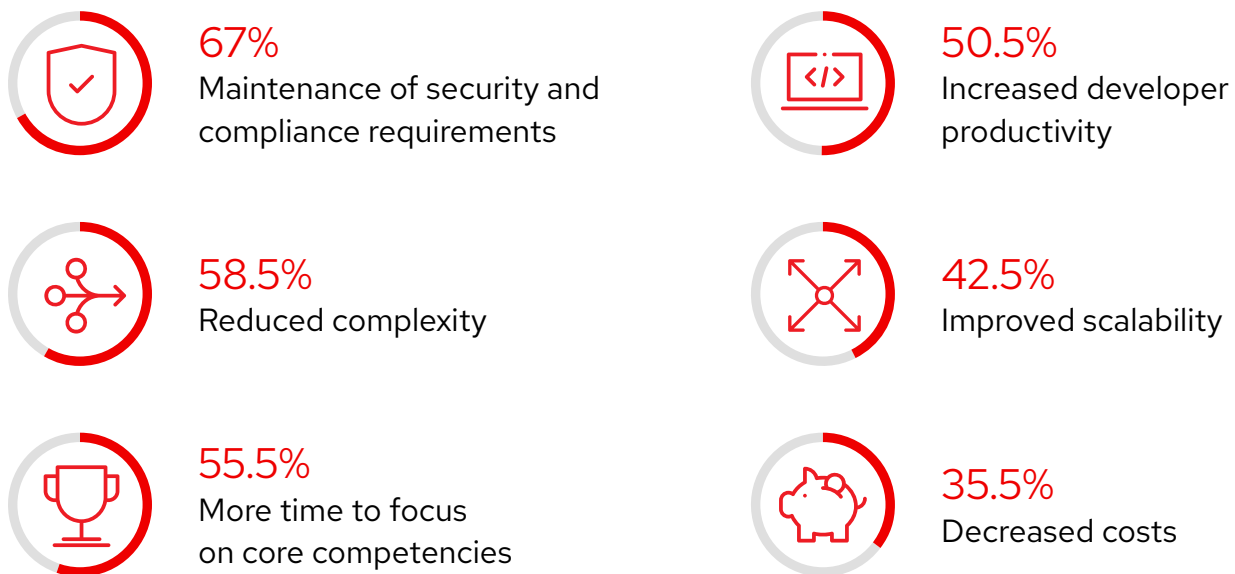 67%
Maintenance of security and
compliance requirements
58.5%
Reduced complexity
55.5%
More time to focus
on core competencies
50.5%
Increased developer
productivity
42.5%
Improved scalability
35.5%
Decreased costs